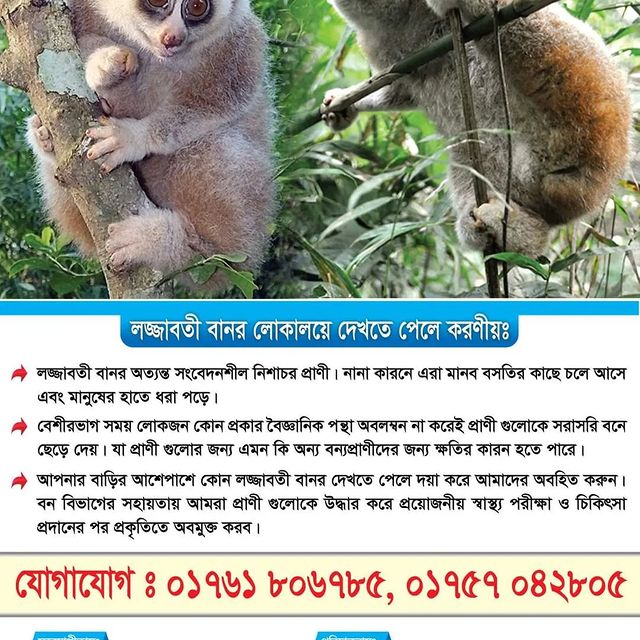 লজ্জাবতী বানর লোকালয়ে দেখতে পেলে করণীয়ঃ
লজ্জাবতী বানর অত্যন্ত সংবেদনশীল নিশাচর প্রাণী। নানা কারনে এরা মানব বসতির কাছে চলে আসে
এবং মানুষের হাতে ধরা পড়ে।
বেশীরভাগ সময় লোকজন কোন প্রকার বৈজ্ঞানিক পন্থা অবলম্বন না করেই প্রাণী গুলোকে সরাসরি বনে
ছেড়ে দেয়। যা প্রাণী গুলোর জন্য এমন কি অন্য বন্যপ্রাণীদের জন্য ক্ষতির কারন হতে পারে।
আপনার বাড়ির আশেপাশে কোন লজ্জাবতী বানর দেখতে পেলে দয়া করে আমাদের অবহিত করুন।
বন বিভাগের সহায়তায় আমরা প্রাণী গুলোকে উদ্ধার করে প্রয়োজনীয় স্বাস্থ্য পরীক্ষা ও চিকিৎসা
প্রদানের পর প্রকৃতিতে অবমুক্ত করব।
যোগাযোগ ঃ ০১৭৬১ ৮০৬৭৮৫, ০১৭৫৭ ০৪২৮০৫